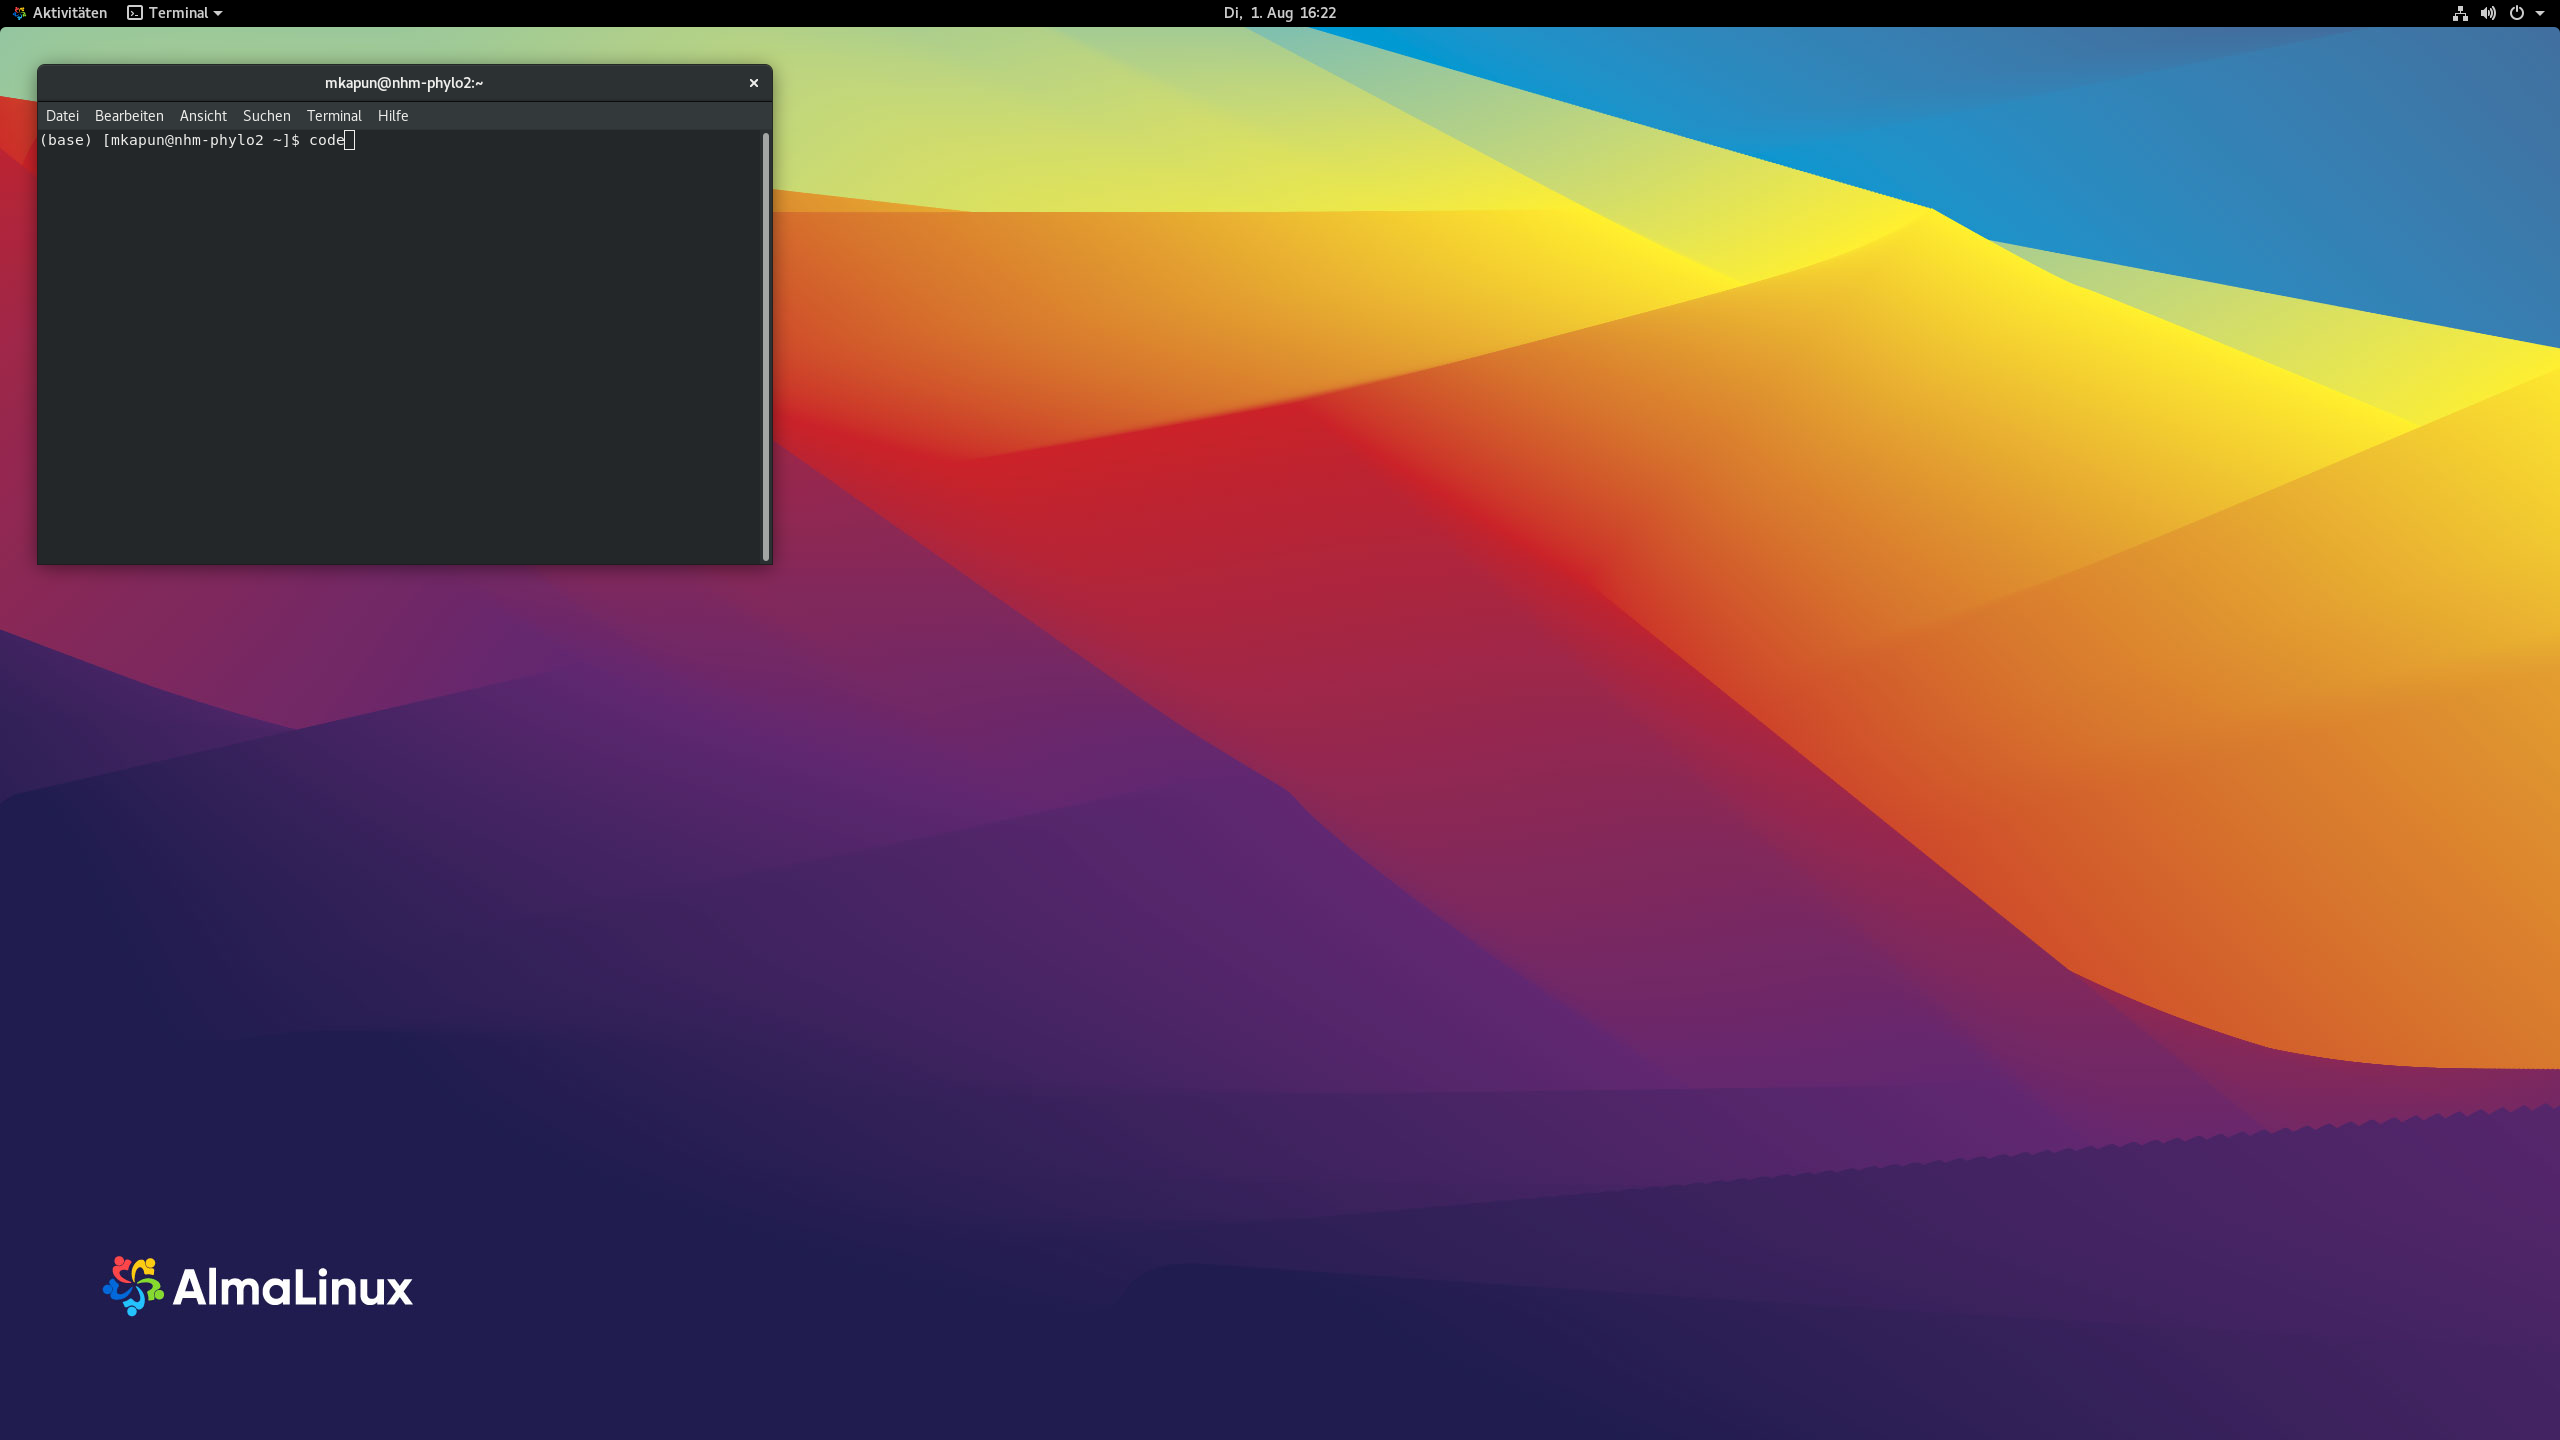 Aktivitäten Terminal Di, 1. Aug 16:22
mkapun@nhm-phylo2:~ ×
Datei Bearbeiten Ansicht Suchen Terminal Hilfe
(base) [mkapun@nhm-phylo2 ~]$ code
AlmaLinux